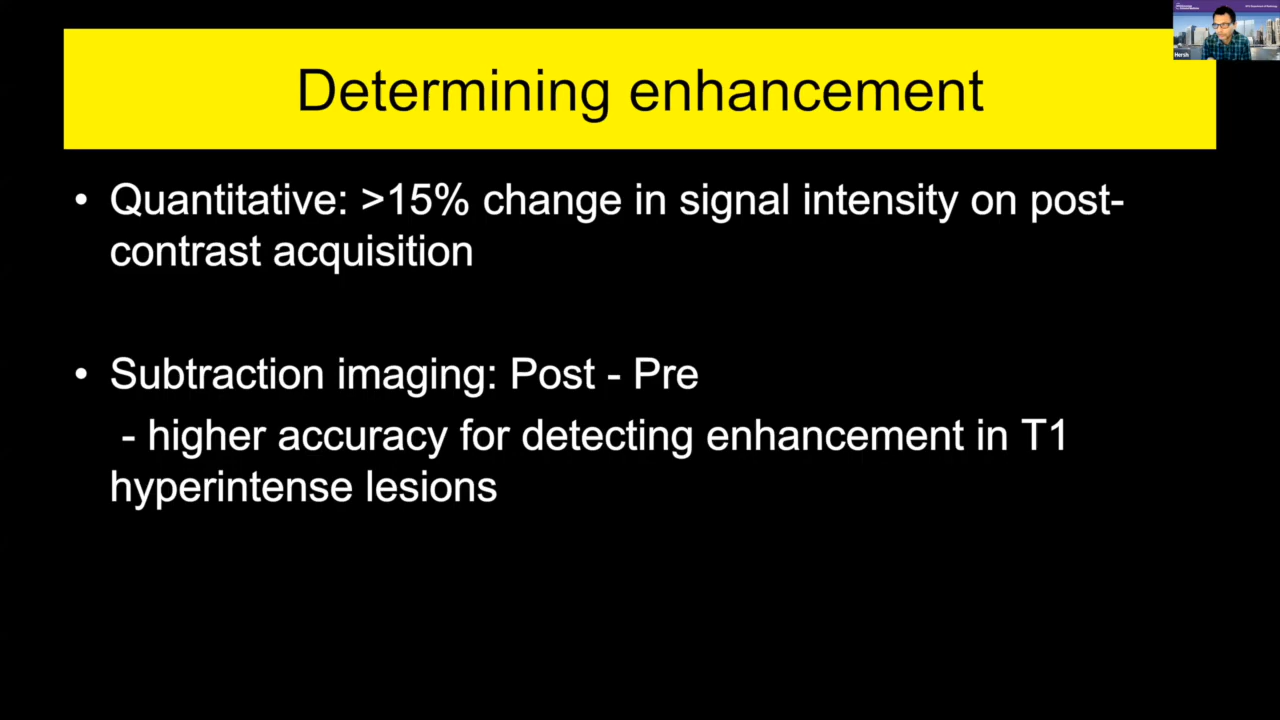 Determining enhancement
• Quantitative: >15% change in signal intensity on post-
contrast acquisition
• Subtraction imaging: Post - Pre
- higher accuracy for detecting enhancement in T1
hyperintense lesions
Hersh